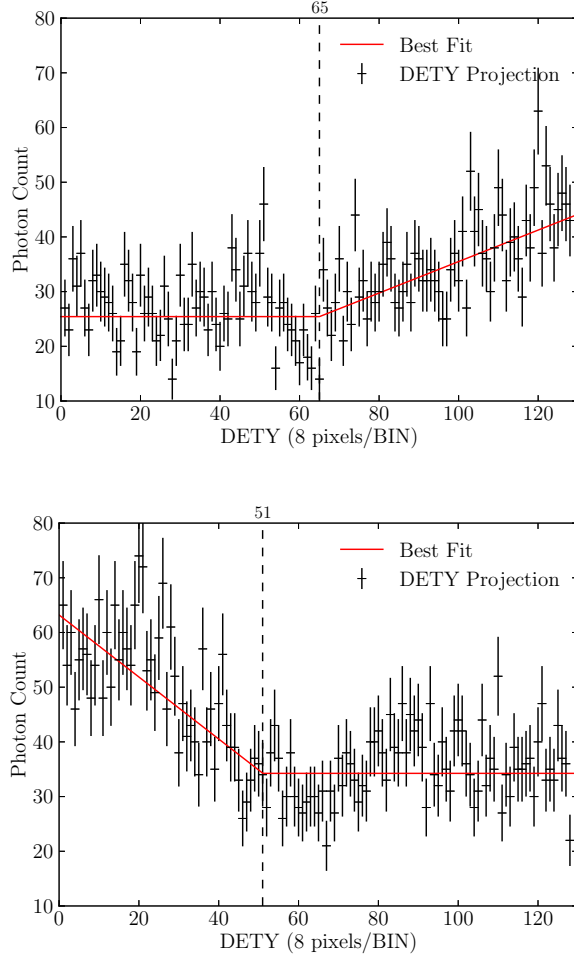 65
80
70
60
50
40
30
20
10
Photon Count
Best Fit
DETY Projection
0 20 40 60 80 100 120
DETY (8 pixels/BIN)
51
80
70
60
50
40
30
20
10
Photon Count
Best Fit
DETY Projection
0 20 40 60 80 100 120
DETY (8 pixels/BIN)